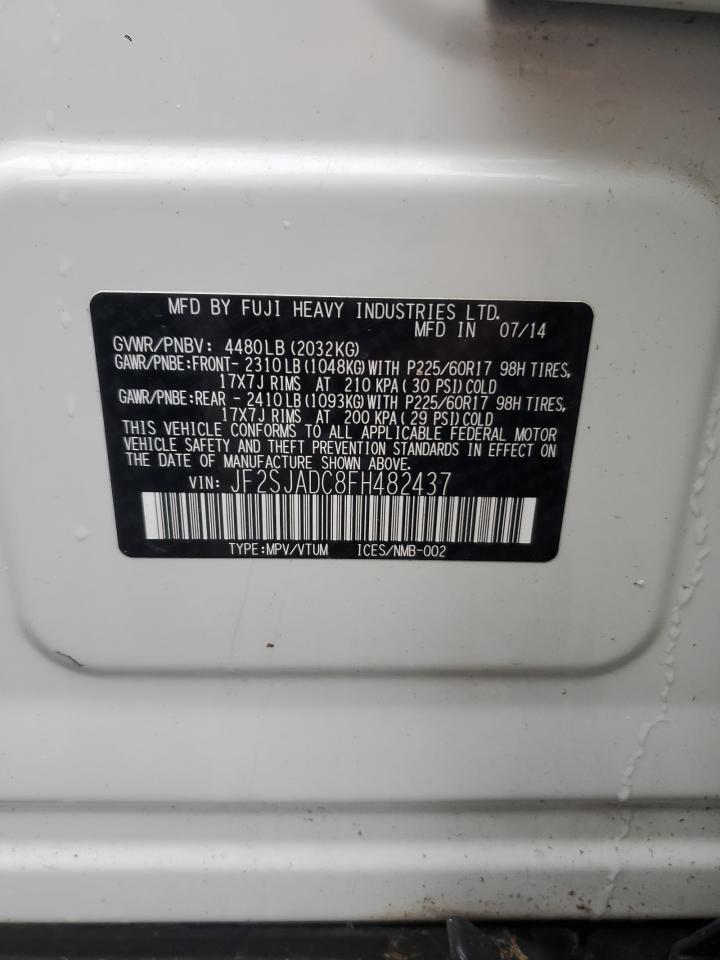 MFD BY FUJI HEAVY INDUSTRIES LTD.
MFD IN 07/14
GVWR/PNBV: 4480LB (2032KG)
GAWR/PNBE:FRONT- 2310LB (1048KG) WITH P225/60R17 98H TIRES,
17X7J RIMS AT 210 KPA( 30 PSI) COLD
GAWR/PNBE:REAR - 2410LB (1093KG) WITH P225/60R17 98H TIRES,
17X7J RIMS AT 200 KPA ( 29 PSI) COLD
THIS VEHICLE CONFORMS TO ALL APPLICABLE FEDERAL MOTOR
VEHICLE SAFETY AND THEFT PREVENTION STANDARDS IN EFFECT ON
THE DATE OF MANUFACTURE SHOWN ABOVE.
VIN: JF2SJADC8FH482437
TYPE:MPV/VTUM ICES/NMB-002